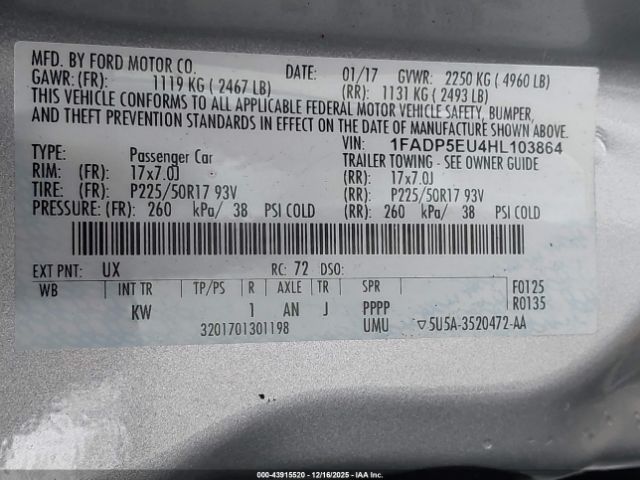 MFD. BY FORD MOTOR CO.
DATE: 01/17 GVWR: 2250 KG ( 4960 LB)
GAWR: (FR): 1119 KG ( 2467 LB) (RR): 1131 KG ( 2493 LB)
THIS VEHICLE CONFORMS TO ALL APPLICABLE FEDERAL MOTOR VEHICLE SAFETY, BUMPER,
AND THEFT PREVENTION STANDARDS IN EFFECT ON THE DATE OF MANUFACTURE SHOWN ABOVE.
VIN: 1FADP5EU4HL103864
TYPE: Passenger Car TRAILER TOWING - SEE OWNER GUIDE
RIM: (FR): 17x7.0J (RR): 17x7.0J
TIRE: (FR): P225/50R17 93V (RR): P225/50R17 93V
PRESSURE: (FR): 260 kPa/ 38 PSI COLD (RR): 260 kPa/ 38 PSI COLD
EXT PNT: UX RC: 72 DSO:
WB INT TR TP/PS R AXLE TR SPR F0125
KW 1 AN J PPPP R0135
3201701301198 UMU ▽5U5A-3520472-AA
000-43915520 - 12/16/2025 - IAAI.COM